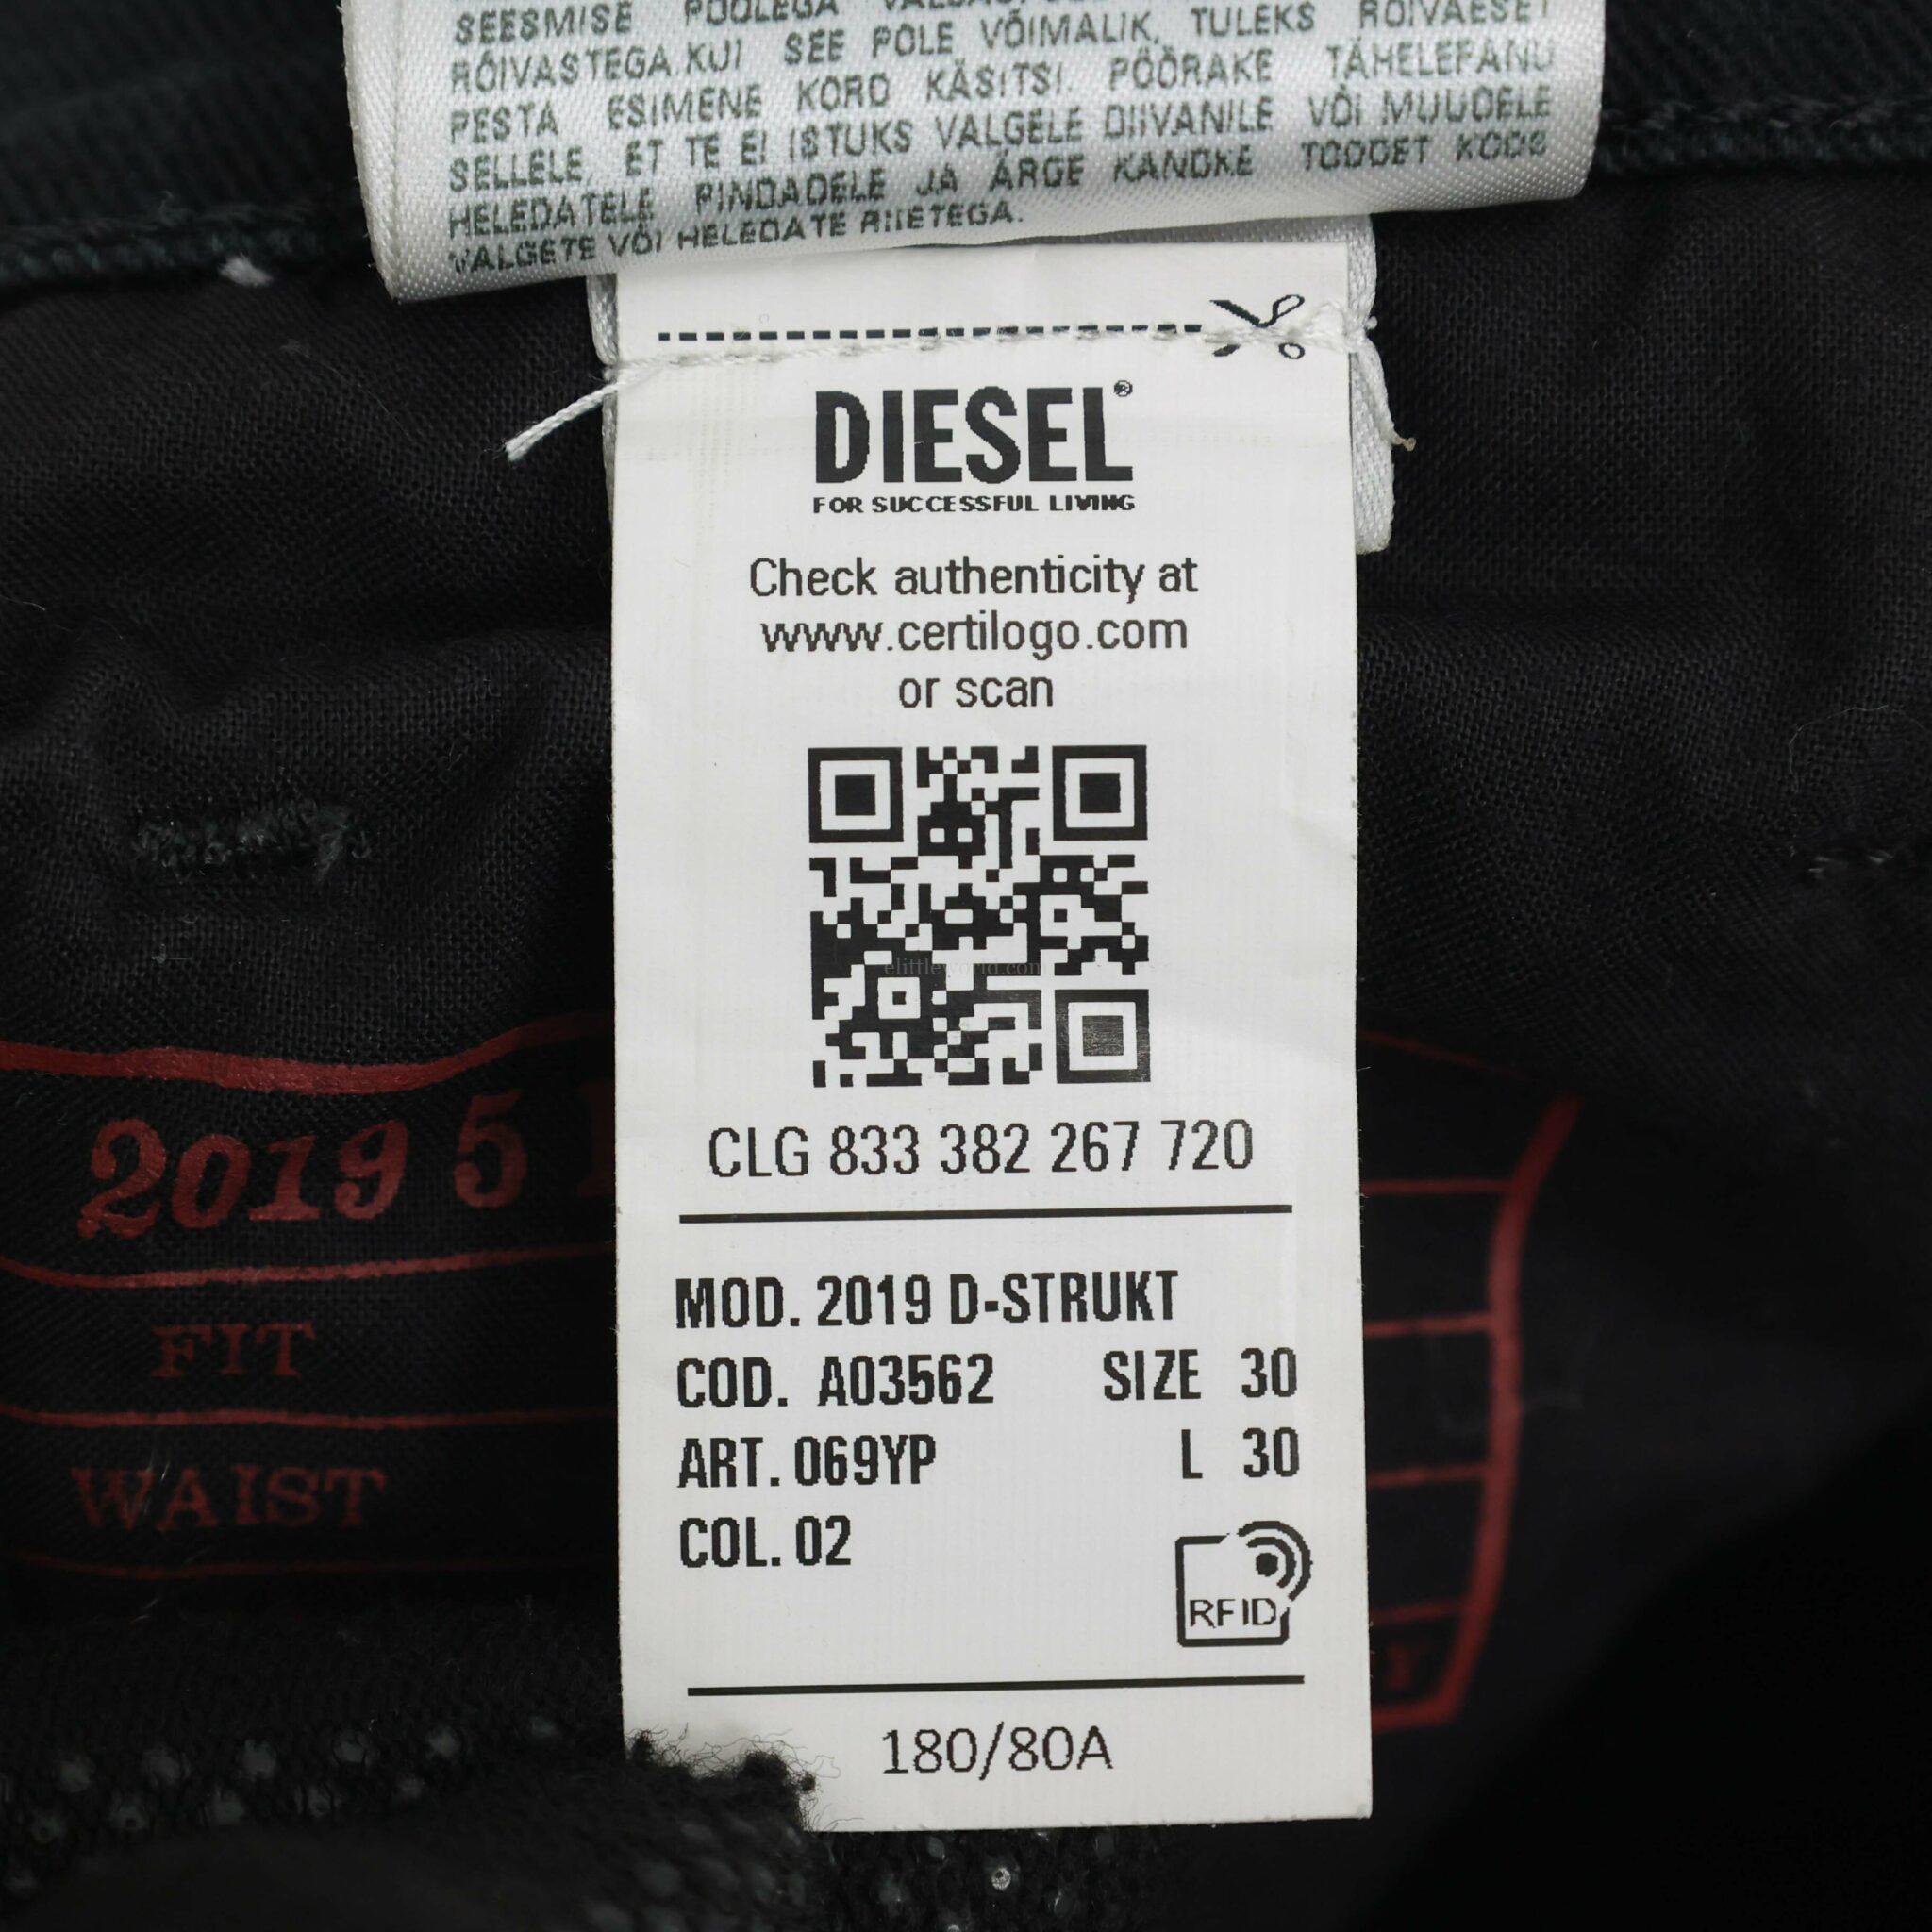 SEESMISE POOLEGA
RÕIVASTEGA.KUI SEE POLE VÕIMALIK, TULEKS RÕIVAESET
PESTA ESIMENE KORD KÄSITSI. PÖÖRAKE TÄHELEPANU
SELLELE, ET TE EI ISTUKS VALGELE DIIVANILE VÕI MUUDELE
HELEDATELE PINDADELE JA ÄRGE KANDKE TOODET KOOS
VALGETE VÕI HELEDATE RIIETEGA.
DIESEL®
FOR SUCCESSFUL LIVING
Check authenticity at
www.certilogo.com
or scan
elittleworld.com
CLG 833 382 267 720
MOD. 2019 D-STRUKT
COD. A03562 SIZE 30
ART. 069YP L 30
COL. 02
RFID
180/80A
2019 5
FIT
WAIST